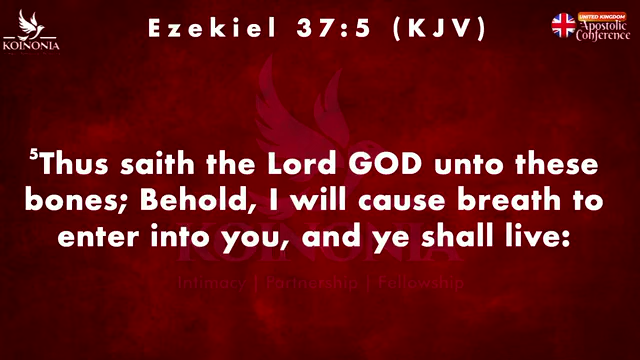 Ezekiel 37:5 (KJV)
KOINONIA
UNITED KINGDOM
Apostolic
Conference
5Thus saith the Lord GOD unto these
bones; Behold, I will cause breath to
enter into you, and ye shall live:
KOINONIA
Intimacy | Partnership | Fellowship